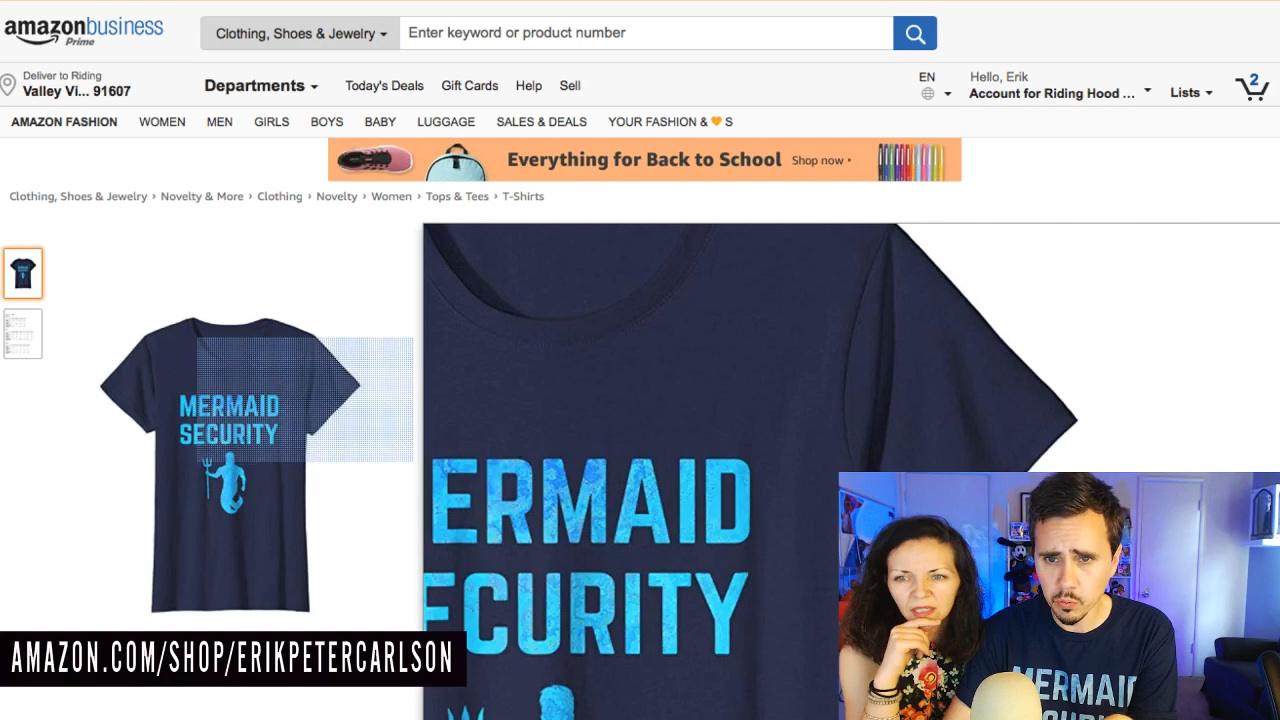 amazonbusiness
Prime
Clothing, Shoes & Jewelry
Enter keyword or product number
Deliver to Riding
Valley Vi... 91607
Departments
Today's Deals
Gift Cards
Help
Sell
EN
Hello, Erik
Account for Riding Hood ...
Lists
2
AMAZON FASHION
WOMEN
MEN
GIRLS
BOYS
BABY
LUGGAGE
SALES & DEALS
YOUR FASHION & 🧡 S
Everything for Back to School
Shop now ›
Clothing, Shoes & Jewelry › Novelty & More › Clothing › Novelty › Women › Tops & Tees › T-Shirts
MERMAID
SECURITY
ERMAID
ECURITY
AMAZON.COM/SHOP/ERIKPETERCARLSON
MERMAID